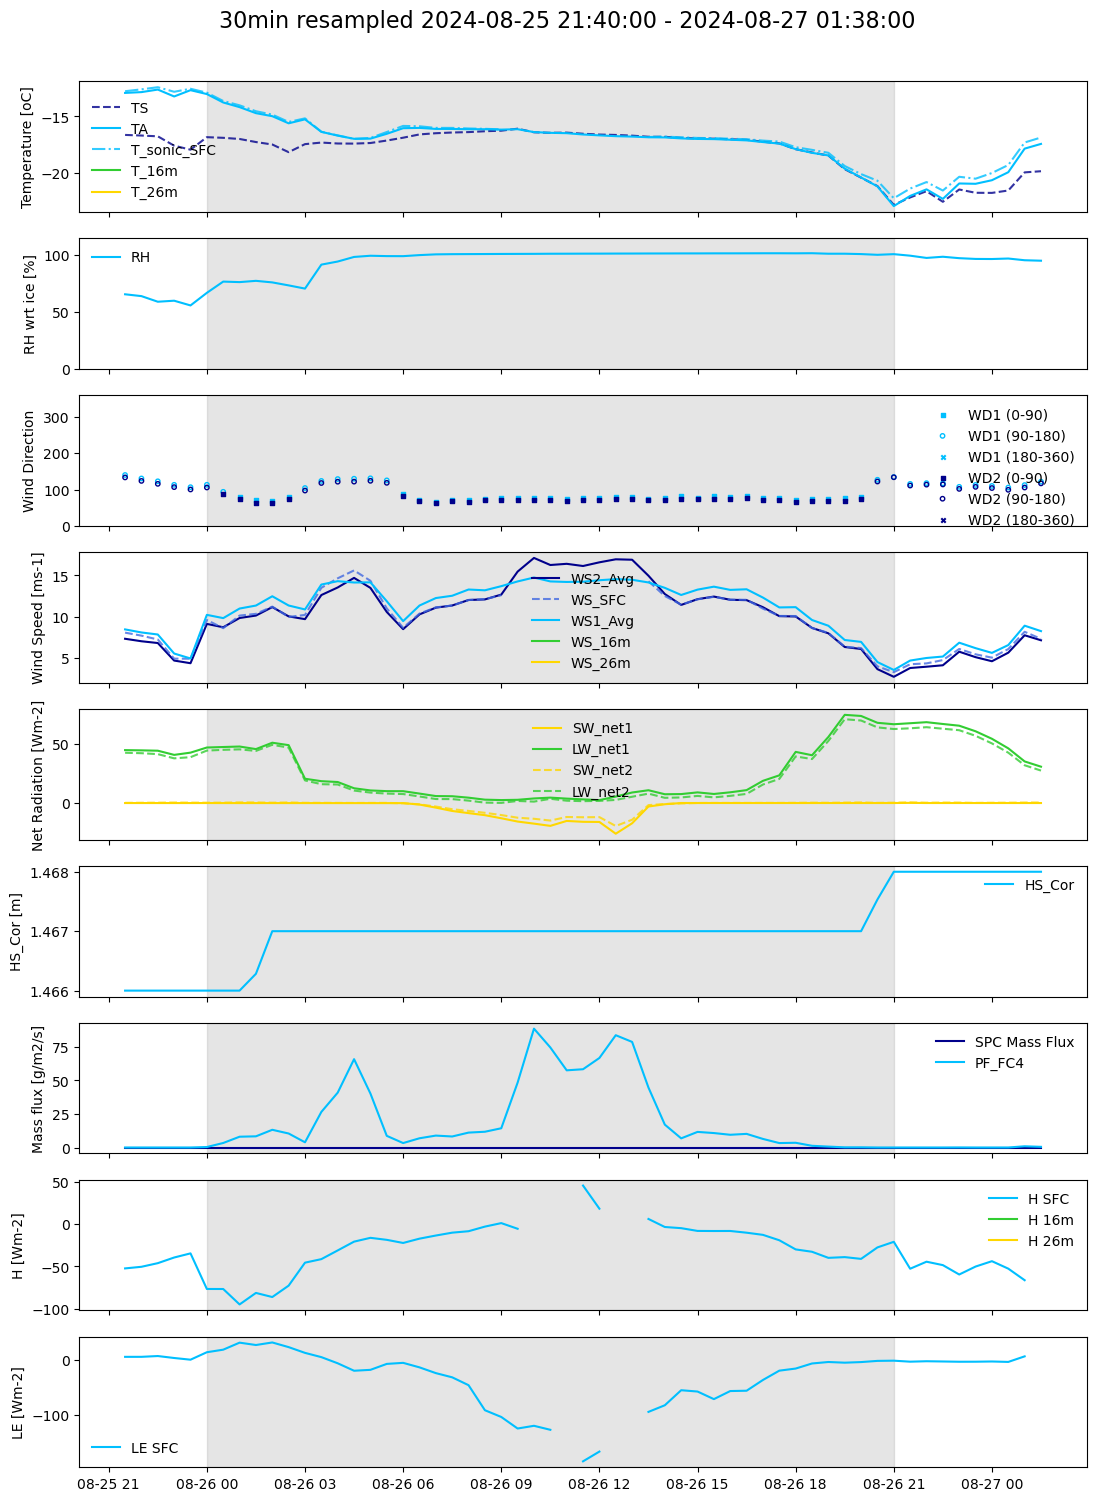 30min resampled 2024-08-25 21:40:00 - 2024-08-27 01:38:00
Temperature [oC]
−15
−20
TS
TA
T_sonic_SFC
T_16m
T_26m
RH wrt ice [%]
100
50
0
RH
Wind Direction
300
200
100
0
WD1 (0-90)
WD1 (90-180)
WD1 (180-360)
WD2 (0-90)
WD2 (90-180)
WD2 (180-360)
Wind Speed [ms-1]
15
10
5
WS2_Avg
WS_SFC
WS1_Avg
WS_16m
WS_26m
Net Radiation [Wm-2]
50
0
SW_net1
LW_net1
SW_net2
LW_net2
HS_Cor [m]
1.468
1.467
1.466
HS_Cor
Mass flux [g/m2/s]
75
50
25
0
SPC Mass Flux
PF_FC4
H [Wm-2]
50
0
−50
−100
H SFC
H 16m
H 26m
LE [Wm-2]
0
−100
LE SFC
08-25 21
08-26 00
08-26 03
08-26 06
08-26 09
08-26 12
08-26 15
08-26 18
08-26 21
08-27 00